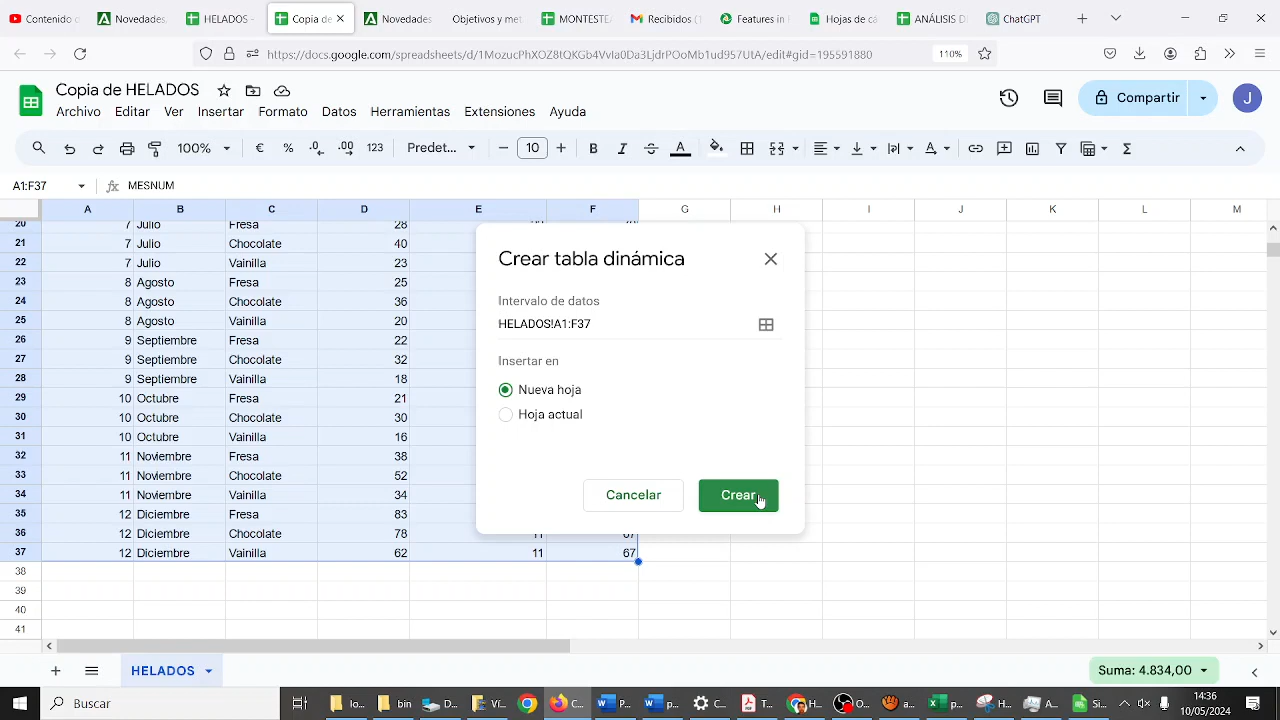 Contenido d
Novedades
HELADOS -
Copia de
Novedades
Objetivos y met
MONTESTE
Recibidos (
Features in
Hojas de cá
ANÁLISIS D
ChatGPT
https://docs.google.com/spreadsheets/d/1MozucPhXOZ8tOKGb4VvIa0Da3LjdrPOoMb1ud957UtA/edit#gid=195591880
110%
Copia de HELADOS
Archivo Editar Ver Insertar Formato Datos Herramientas Extensiones Ayuda
Compartir
J
100% € % .0 .00 123 Predet... 10 B I
A1:F37 fx MESNUM
A B C D E F G H I J K L M
20 7 Julio Fresa 28
21 7 Julio Chocolate 40
22 7 Julio Vainilla 23
23 8 Agosto Fresa 25
24 8 Agosto Chocolate 36
25 8 Agosto Vainilla 20
26 9 Septiembre Fresa 22
27 9 Septiembre Chocolate 32
28 9 Septiembre Vainilla 18
29 10 Octubre Fresa 21
30 10 Octubre Chocolate 30
31 10 Octubre Vainilla 16
32 11 Noviembre Fresa 38
33 11 Noviembre Chocolate 52
34 11 Noviembre Vainilla 34
35 12 Diciembre Fresa 83
36 12 Diciembre Chocolate 78 11 67
37 12 Diciembre Vainilla 62 11 67
38
39
40
41
Crear tabla dinámica
Intervalo de datos
HELADOS!A1:F37
Insertar en
Nueva hoja
Hoja actual
Cancelar
Crear
HELADOS
Suma: 4.834,00
Buscar
14:36
10/05/2024